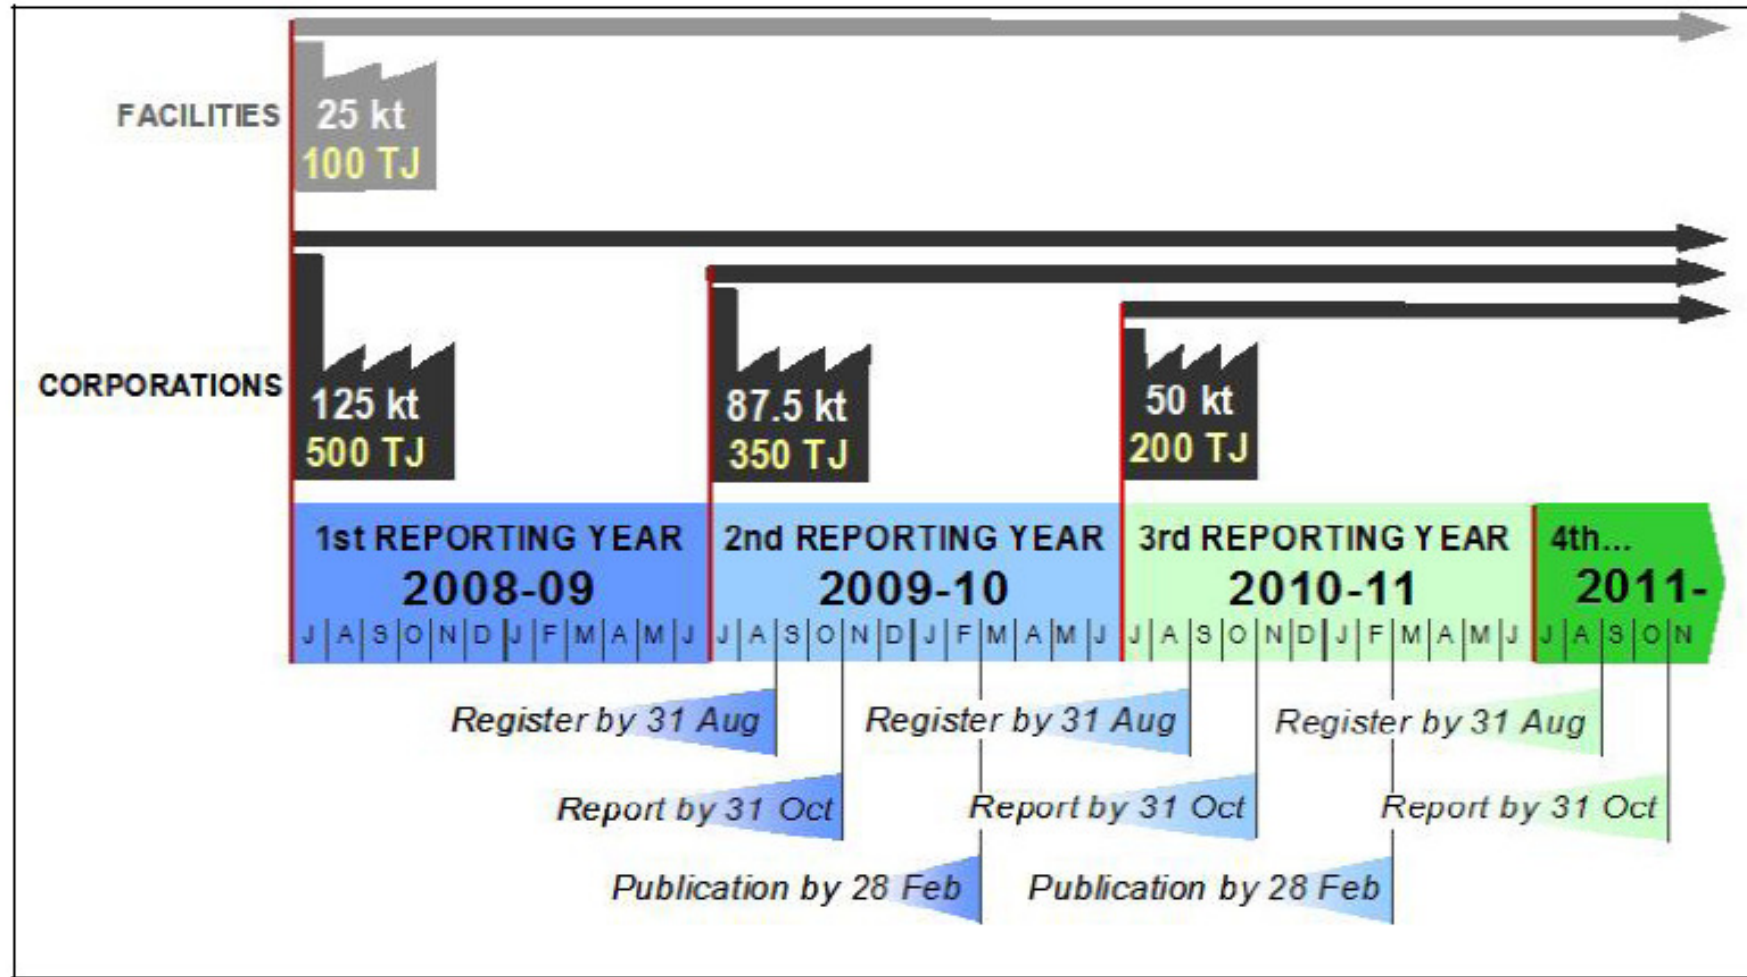 FACILITIES
25 kt
100 TJ
CORPORATIONS
125 kt
500 TJ
87.5 kt
350 TJ
50 kt
200 TJ
1st REPORTING YEAR
2008-09
J A S O N D J F M A M J
2nd REPORTING YEAR
2009-10
J A S O N D J F M A M J
3rd REPORTING YEAR
2010-11
J A S O N D J F M A M J
4th...
2011-
J A S O N
Register by 31 Aug
Register by 31 Aug
Register by 31 Aug
Report by 31 Oct
Report by 31 Oct
Report by 31 Oct
Publication by 28 Feb
Publication by 28 Feb